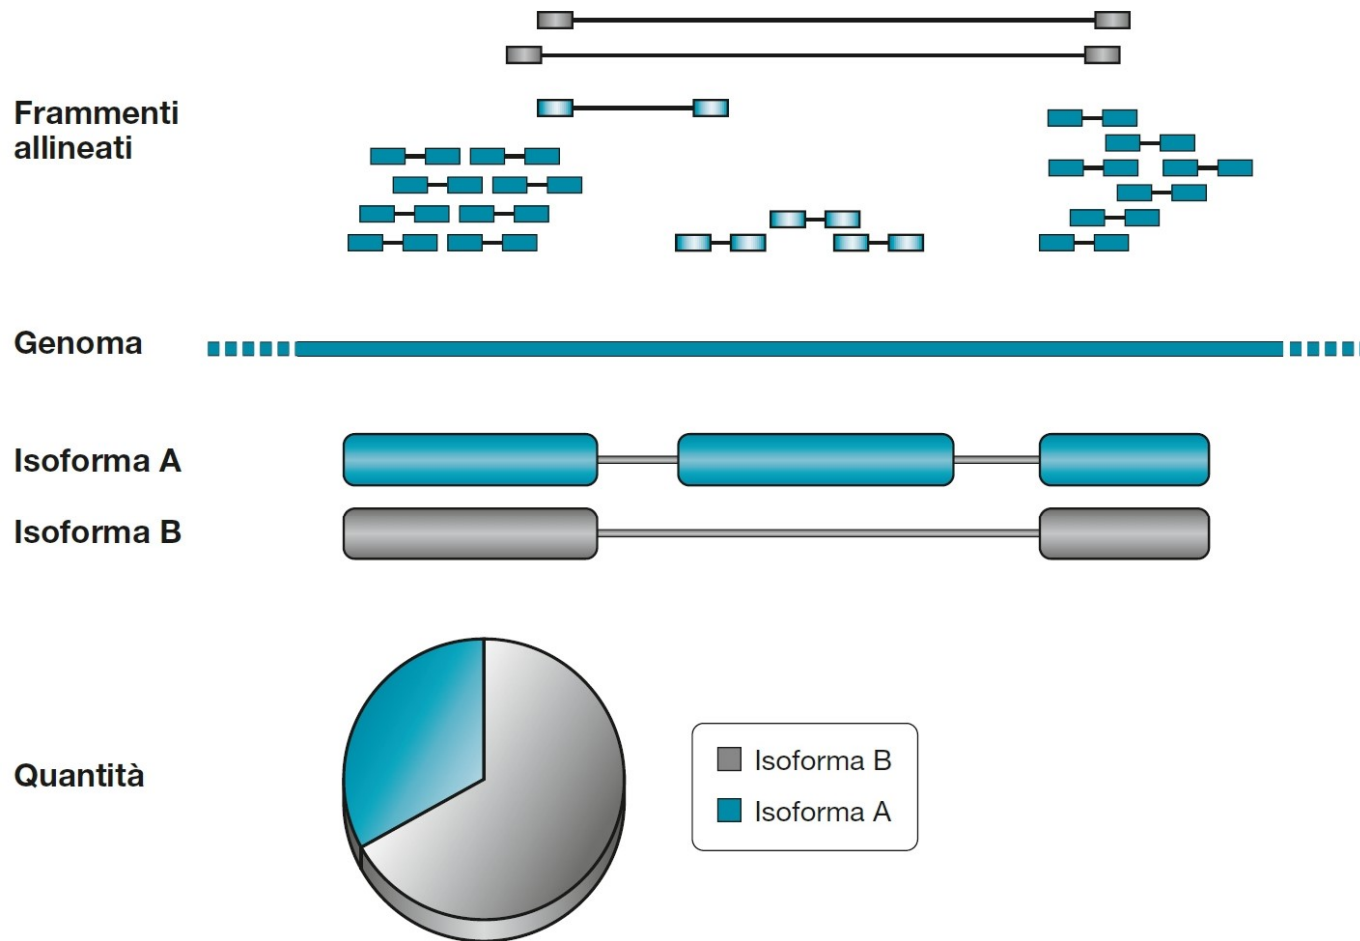 Frammenti
allineati
Genoma
Isoforma A
Isoforma B
Quantità
Isoforma B
Isoforma A